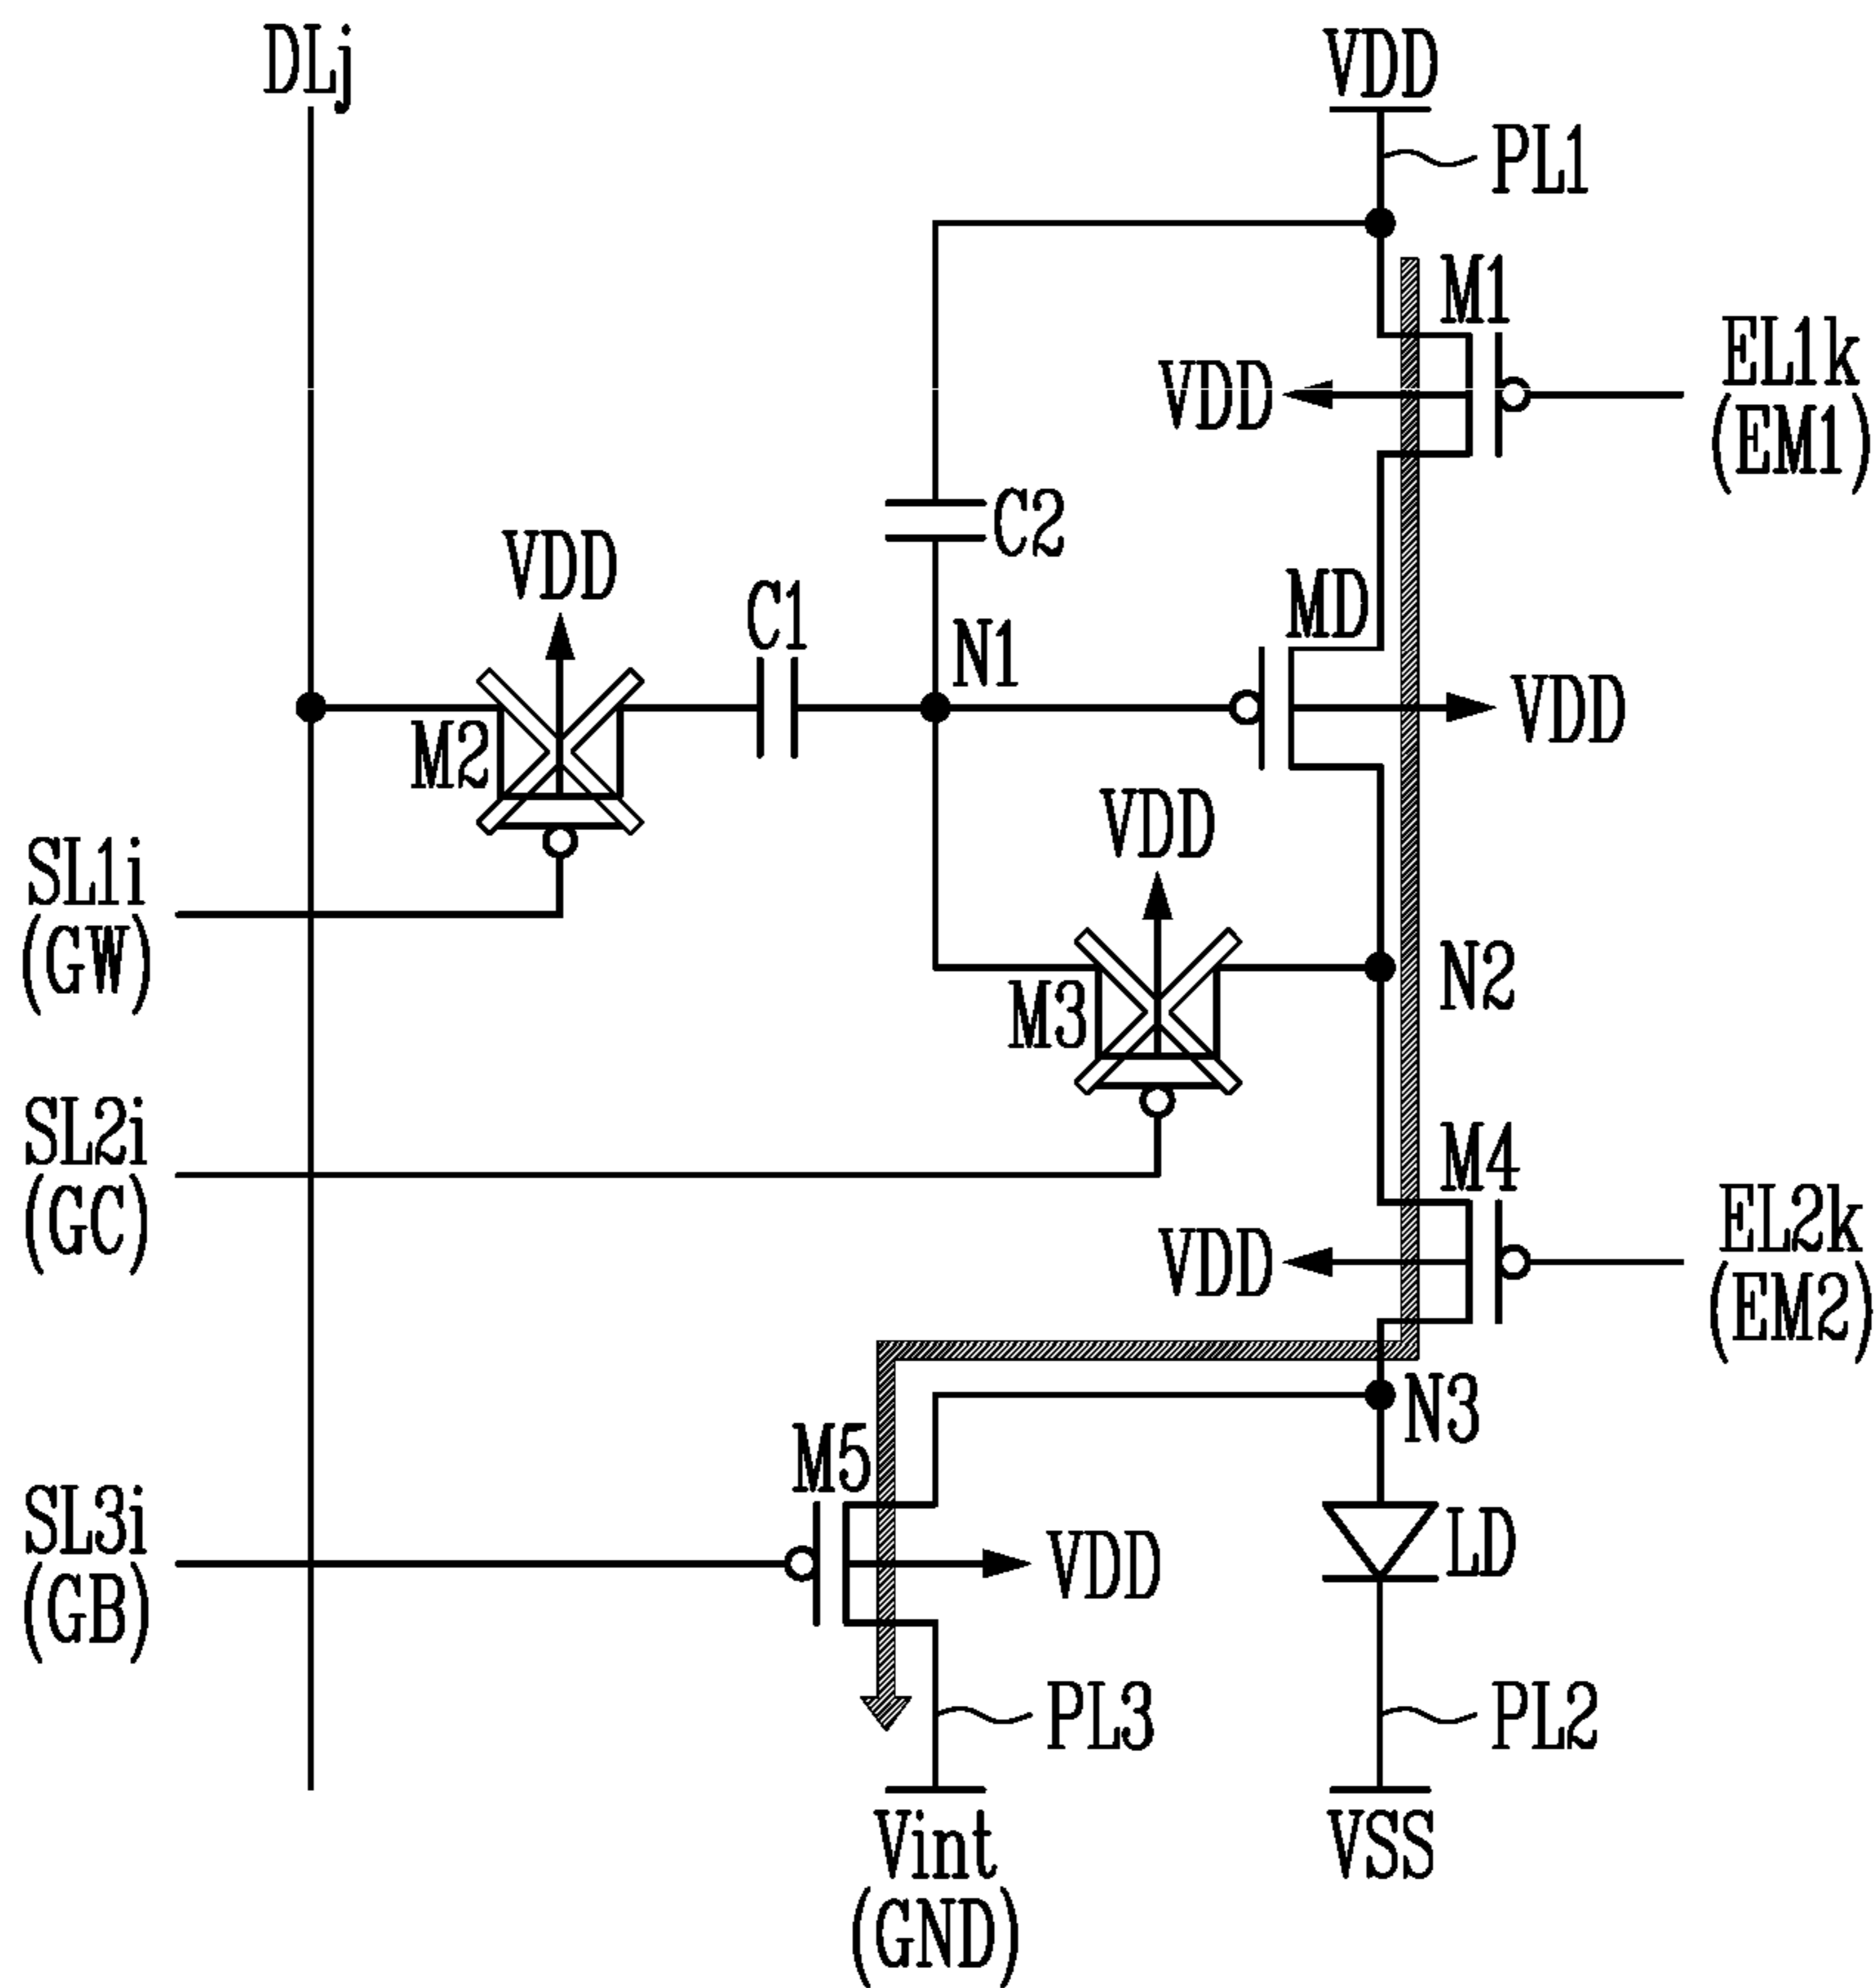 DLj
VDD
PL1
M1
EL1k
(EM1)
VDD
C2
VDD
C1
N1
MD
VDD
M2
VDD
SL1i
(GW)
N2
M3
SL2i
(GC)
M4
EL2k
(EM2)
VDD
N3
M5
SL3i
(GB)
VDD
LD
PL3
PL2
Vint
(GND)
VSS